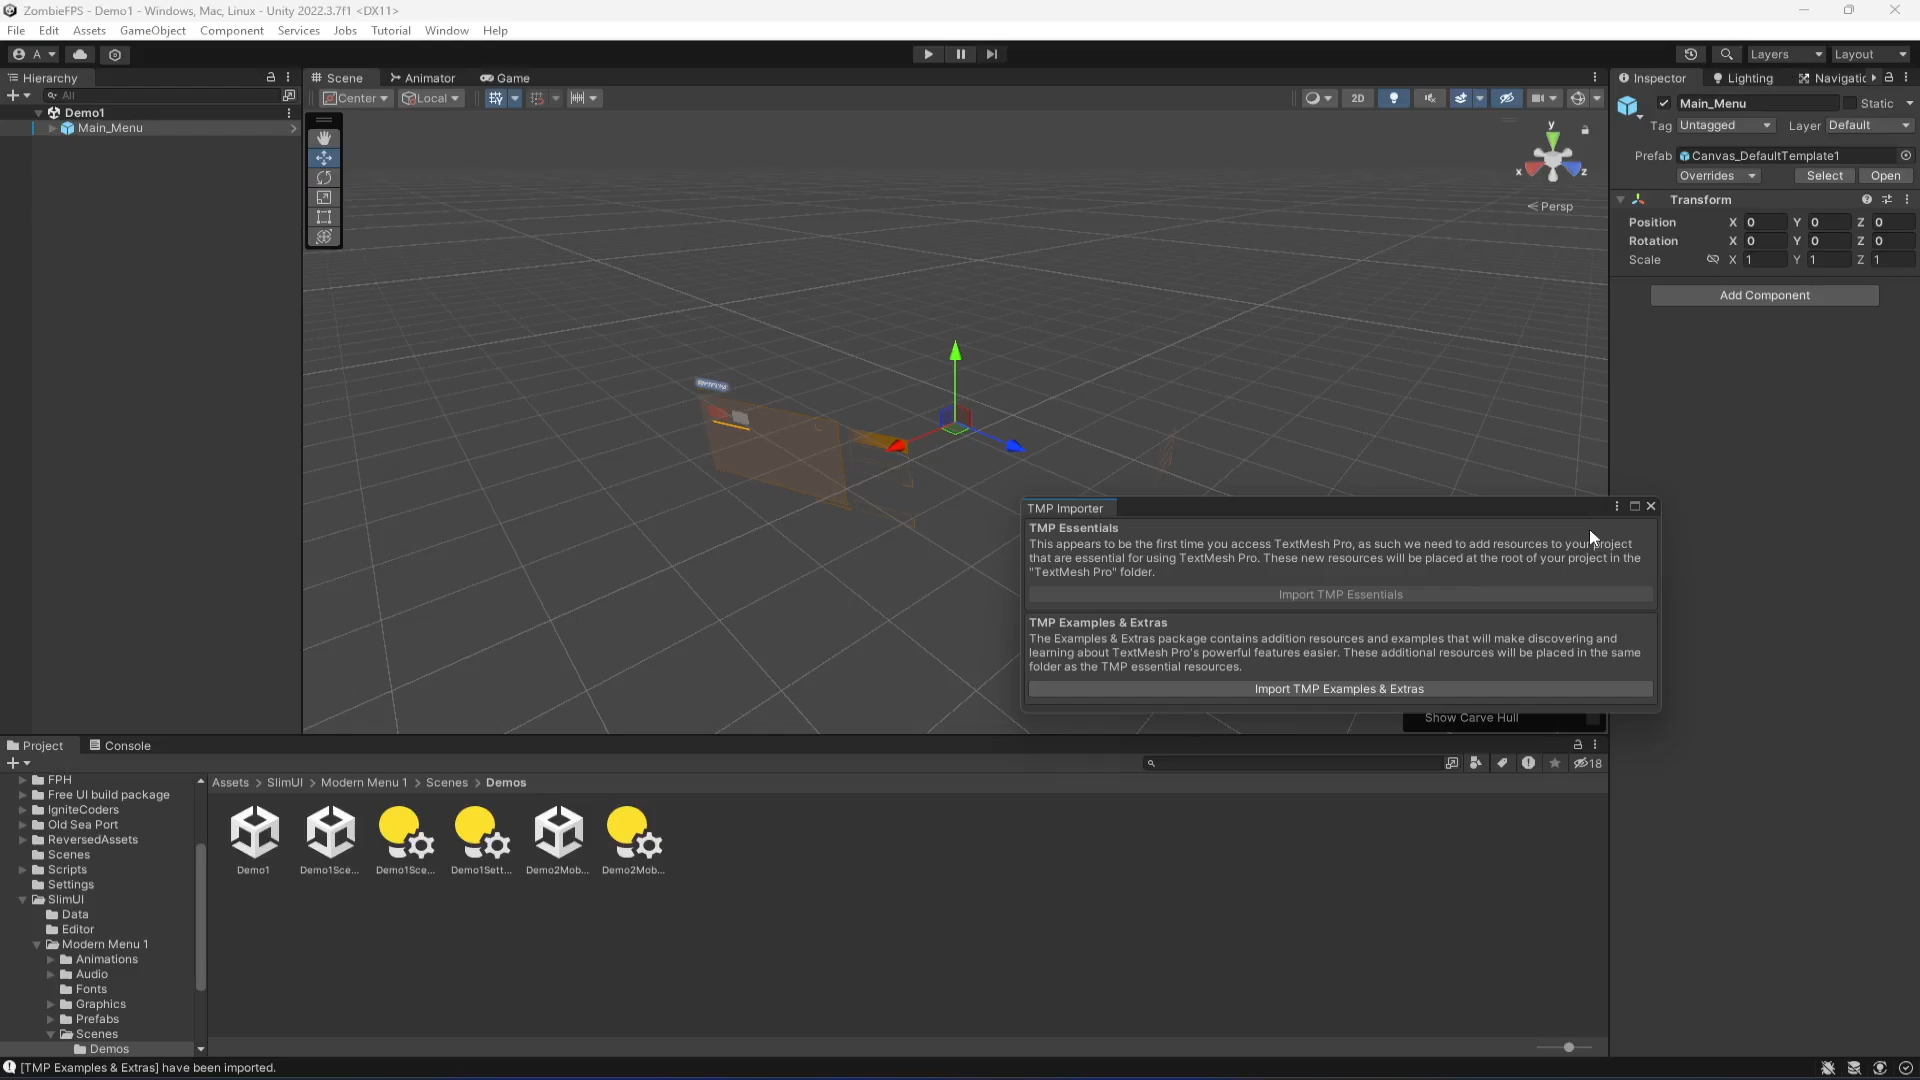 ZombieFPS - Demo1 - Windows, Mac, Linux - Unity 2022.3.7f1 <DX11>
File Edit Assets GameObject Component Services Jobs Tutorial Window Help
A Layers Layout
Hierarchy
All
Demo1
Main_Menu
Scene Animator Game
Center Local 2D
y
x z
Persp
Inspector Lighting Navigatic
Main_Menu Static
Tag Untagged Layer Default
Prefab Canvas_DefaultTemplate1
Overrides Select Open
Transform
Position X 0 Y 0 Z 0
Rotation X 0 Y 0 Z 0
Scale X 1 Y 1 Z 1
Add Component
TMP Importer
TMP Essentials
This appears to be the first time you access TextMesh Pro, as such we need to add resources to your project
that are essential for using TextMesh Pro. These new resources will be placed at the root of your project in the
"TextMesh Pro" folder.
Import TMP Essentials
TMP Examples & Extras
The Examples & Extras package contains addition resources and examples that will make discovering and
learning about TextMesh Pro's powerful features easier. These additional resources will be placed in the same
folder as the TMP essential resources.
Import TMP Examples & Extras
Show Carve Hull
Project Console
18
FPH
Free UI build package
IgniteCoders
Old Sea Port
ReversedAssets
Scenes
Scripts
Settings
SlimUI
Data
Editor
Modern Menu 1
Animations
Audio
Fonts
Graphics
Prefabs
Scenes
Demos
Assets > SlimUI > Modern Menu 1 > Scenes > Demos
Demo1 Demo1Sce... Demo1Sce... Demo1Sett... Demo2Mob... Demo2Mob...
[TMP Examples & Extras] have been imported.